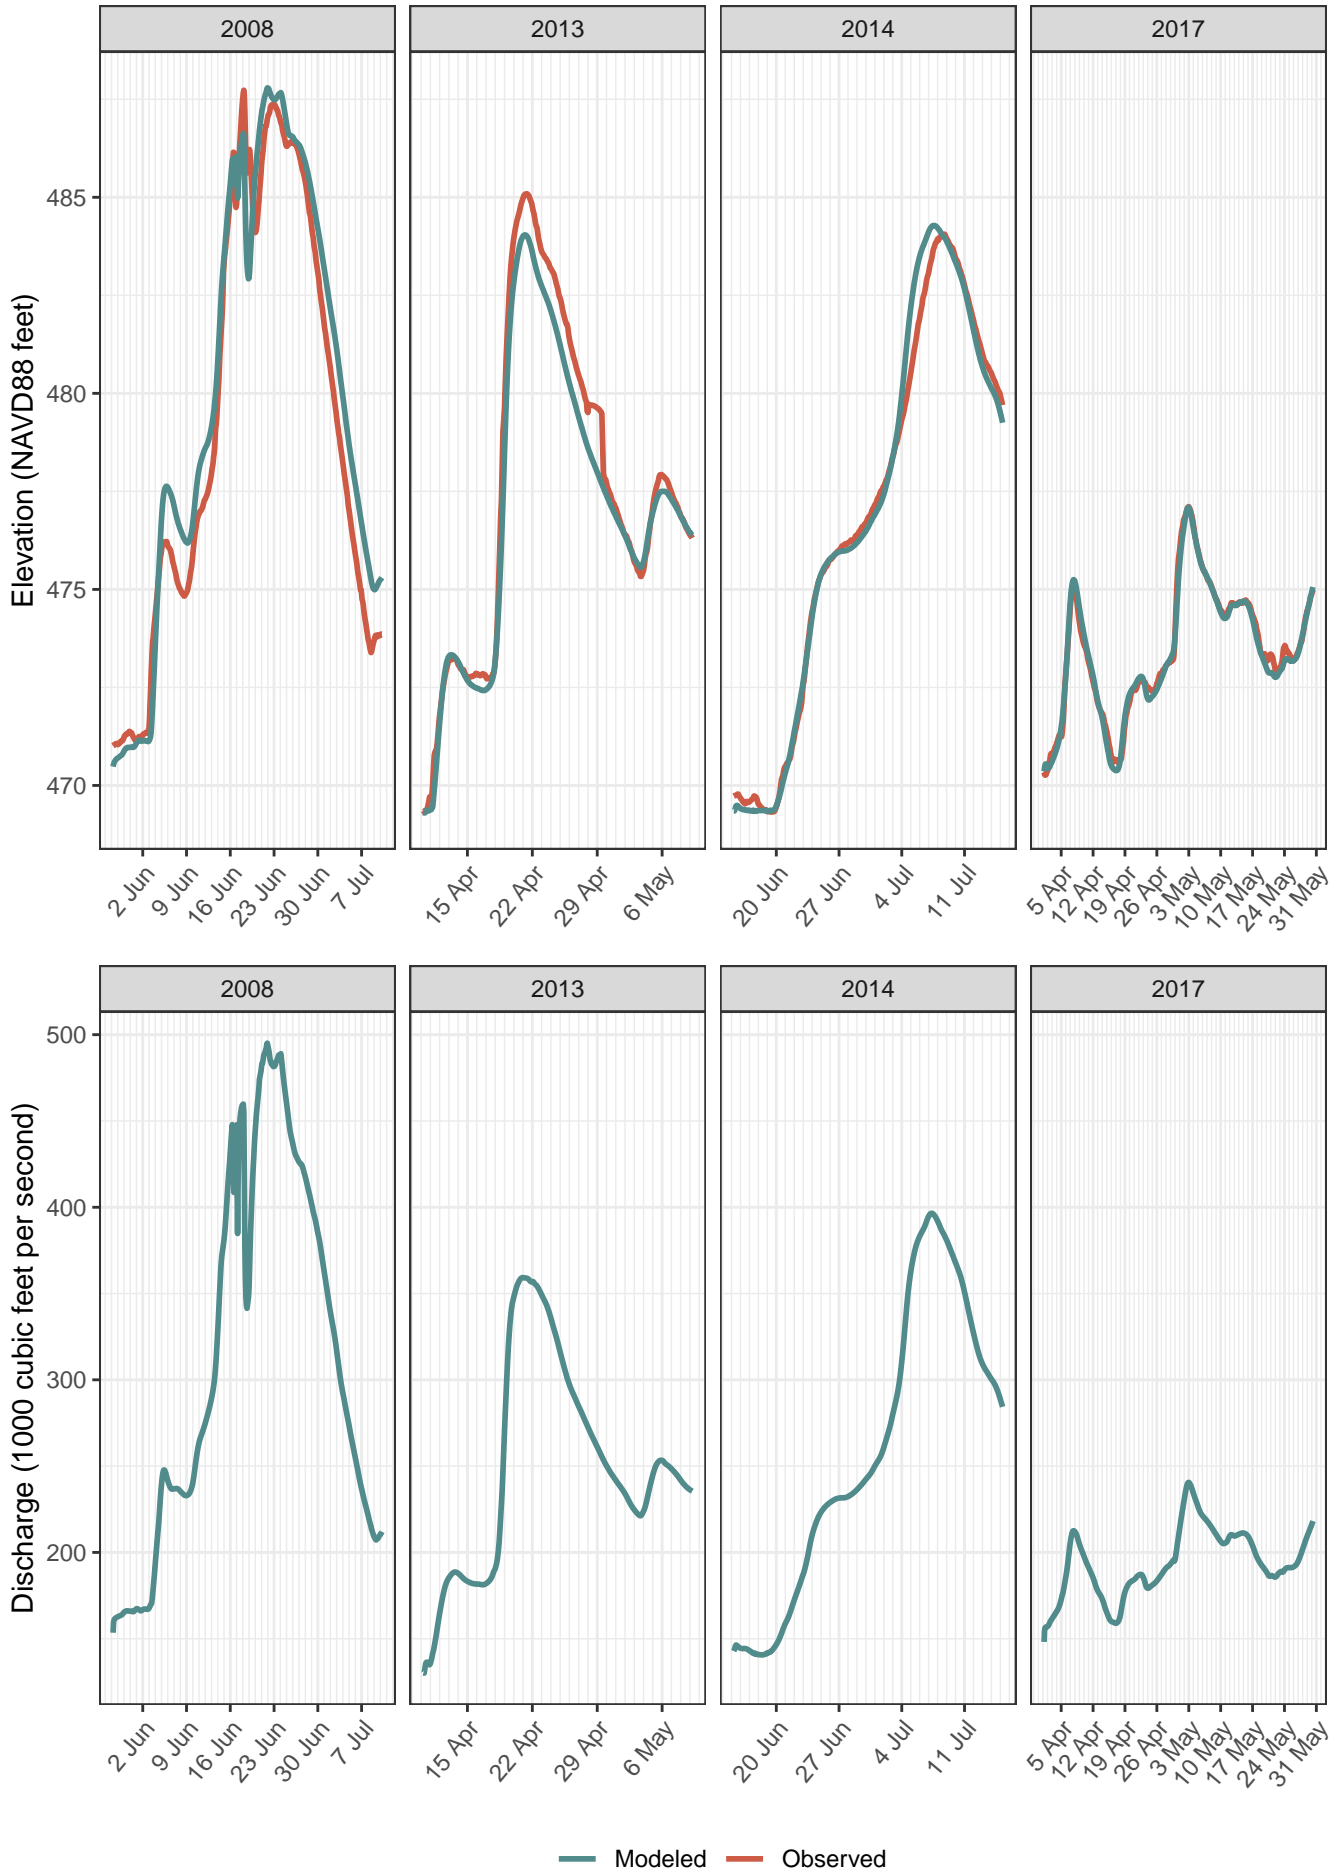 2008 2013 2014 2017
Elevation (NAVD88 feet)
485
480
475
470
2 Jun 9 Jun 16 Jun 23 Jun 30 Jun 7 Jul 15 Apr 22 Apr 29 Apr 6 May 20 Jun 27 Jun 4 Jul 11 Jul 5 Apr 12 Apr 19 Apr 26 Apr 3 May 10 May 17 May 24 May 31 May
2008 2013 2014 2017
Discharge (1000 cubic feet per second)
500
400
300
200
2 Jun 9 Jun 16 Jun 23 Jun 30 Jun 7 Jul 15 Apr 22 Apr 29 Apr 6 May 20 Jun 27 Jun 4 Jul 11 Jul 5 Apr 12 Apr 19 Apr 26 Apr 3 May 10 May 17 May 24 May 31 May
Modeled Observed